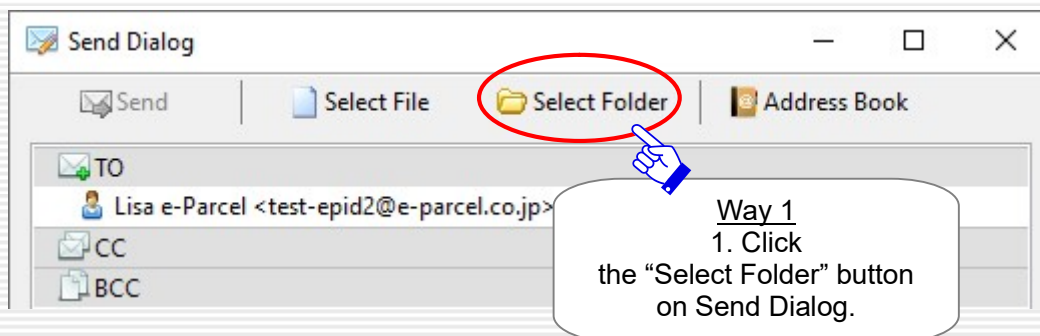 Send Dialog
Send
Select File
Select Folder
Address Book
TO
Lisa e-Parcel <test-epid2@e-parcel.co.jp>
CC
BCC
Way 1
1. Click
the “Select Folder” button
on Send Dialog.